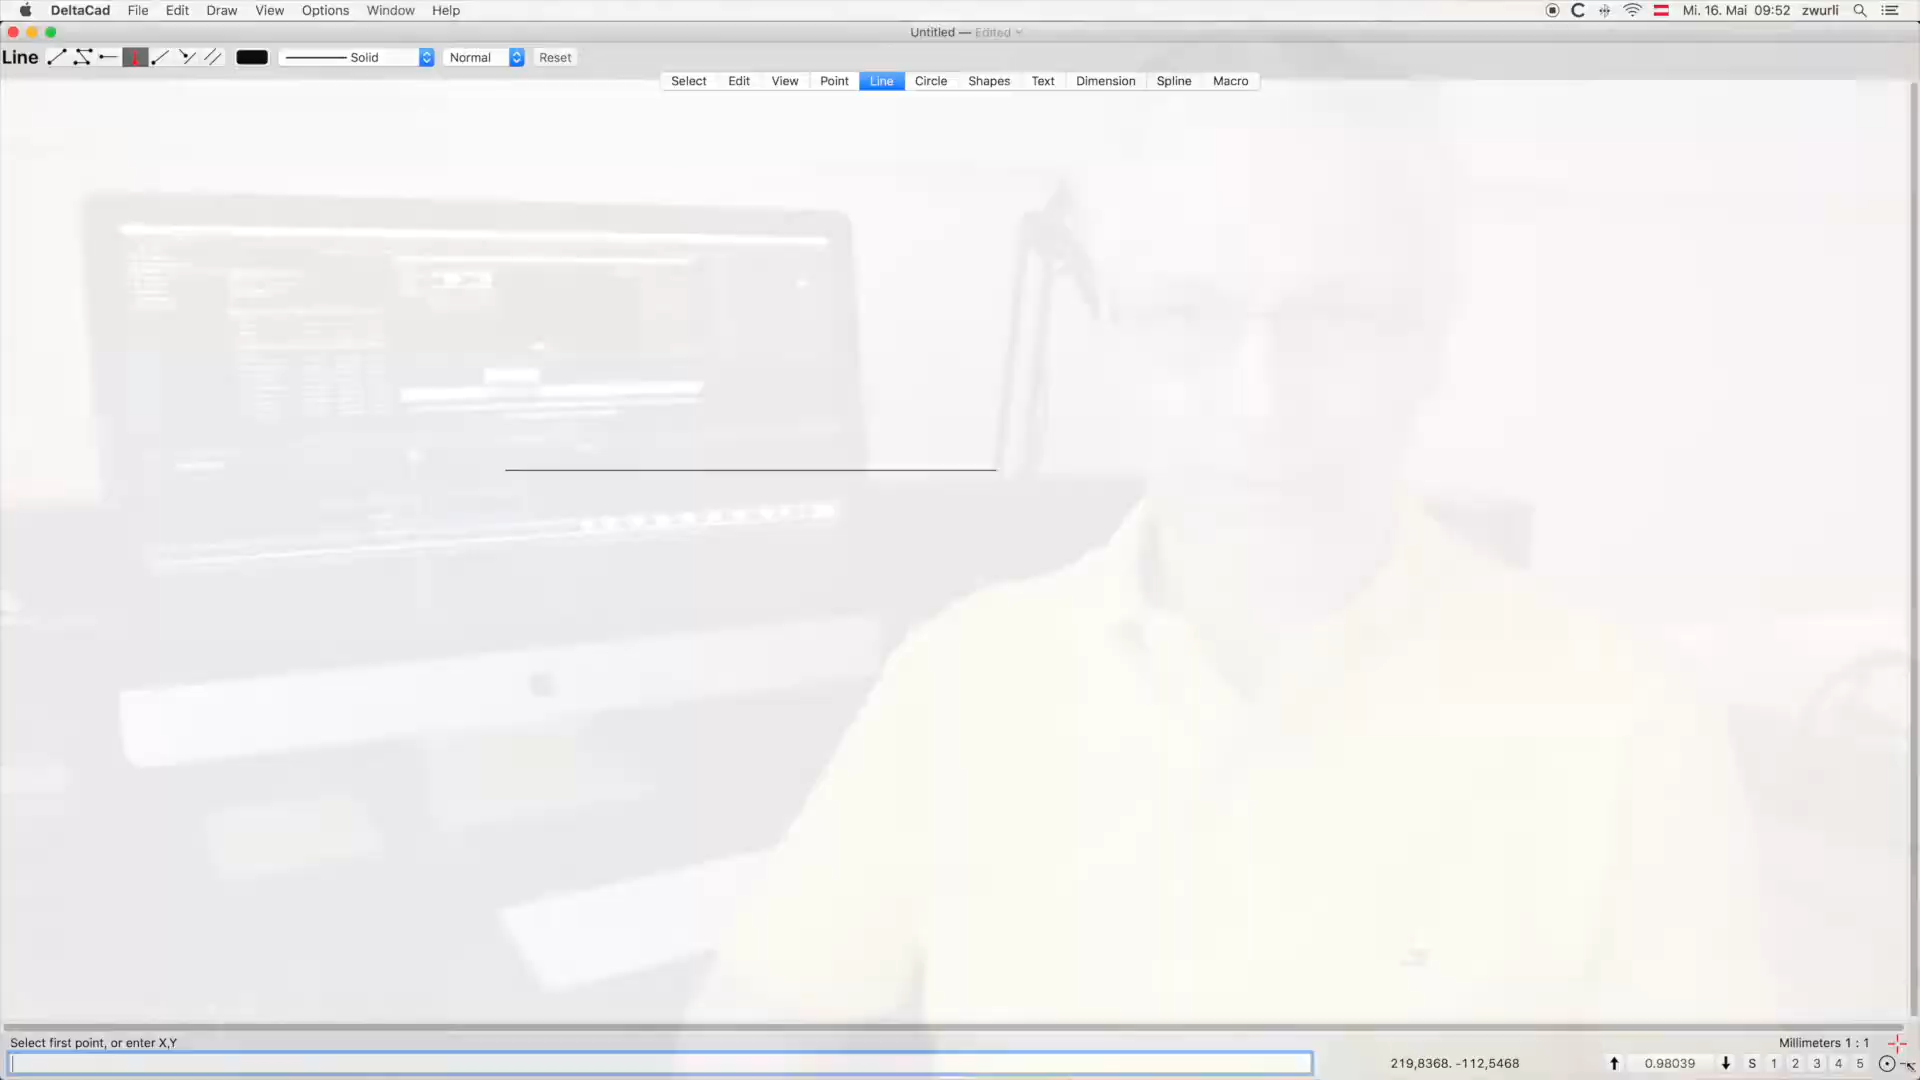 DeltaCad File Edit Draw View Options Window Help Mi. 16. Mai 09:52 zwurli
Untitled — Edited
Line Solid Normal Reset
Select Edit View Point Line Circle Shapes Text Dimension Spline Macro
Select first point, or enter X,Y Millimeters 1 : 1
219,8368. -112,5468 0.98039 S 1 2 3 4 5